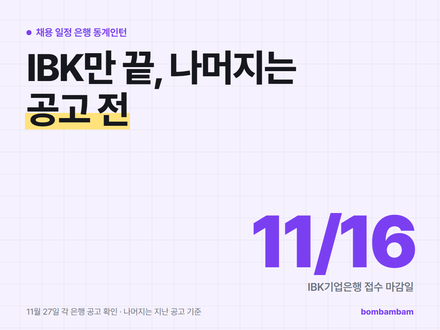 채용 일정 은행 동계인턴
IBK만 끝, 나머지는
공고 전
11/16
IBK기업은행 접수 마감일
11월 27일 각 은행 공고 확인 · 나머지는 지난 공고 기준
bombambam